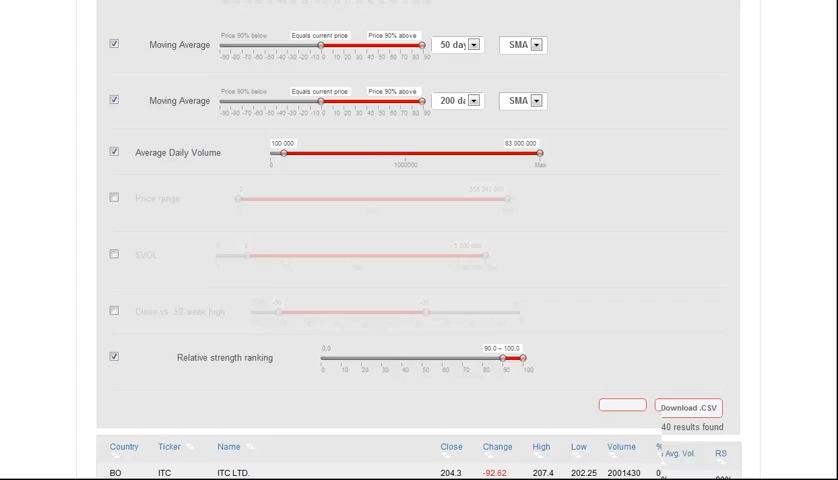 Price 90% below Equals current price Price 90% above
Moving Average 50 day SMA
-90 -80 -70 -60 -50 -40 -30 -20 -10 0 10 20 30 40 50 60 70 80 90
Price 90% below Equals current price Price 90% above
Moving Average 200 da SMA
-90 -80 -70 -60 -50 -40 -30 -20 -10 0 10 20 30 40 50 60 70 80 90
100 000 83 000 000
Average Daily Volume
0 1000000 Max
Price range
$VOL
Close vs. 52-week high
0,0 90,0 – 100,0
Relative strength ranking
0 10 20 30 40 50 60 70 80 90 100
Download .CSV
40 results found
Country Ticker Name Close Change High Low Volume % Avg. Vol. RS
BO ITC ITC LTD. 204.3 -92.62 207.4 202.25 2001430